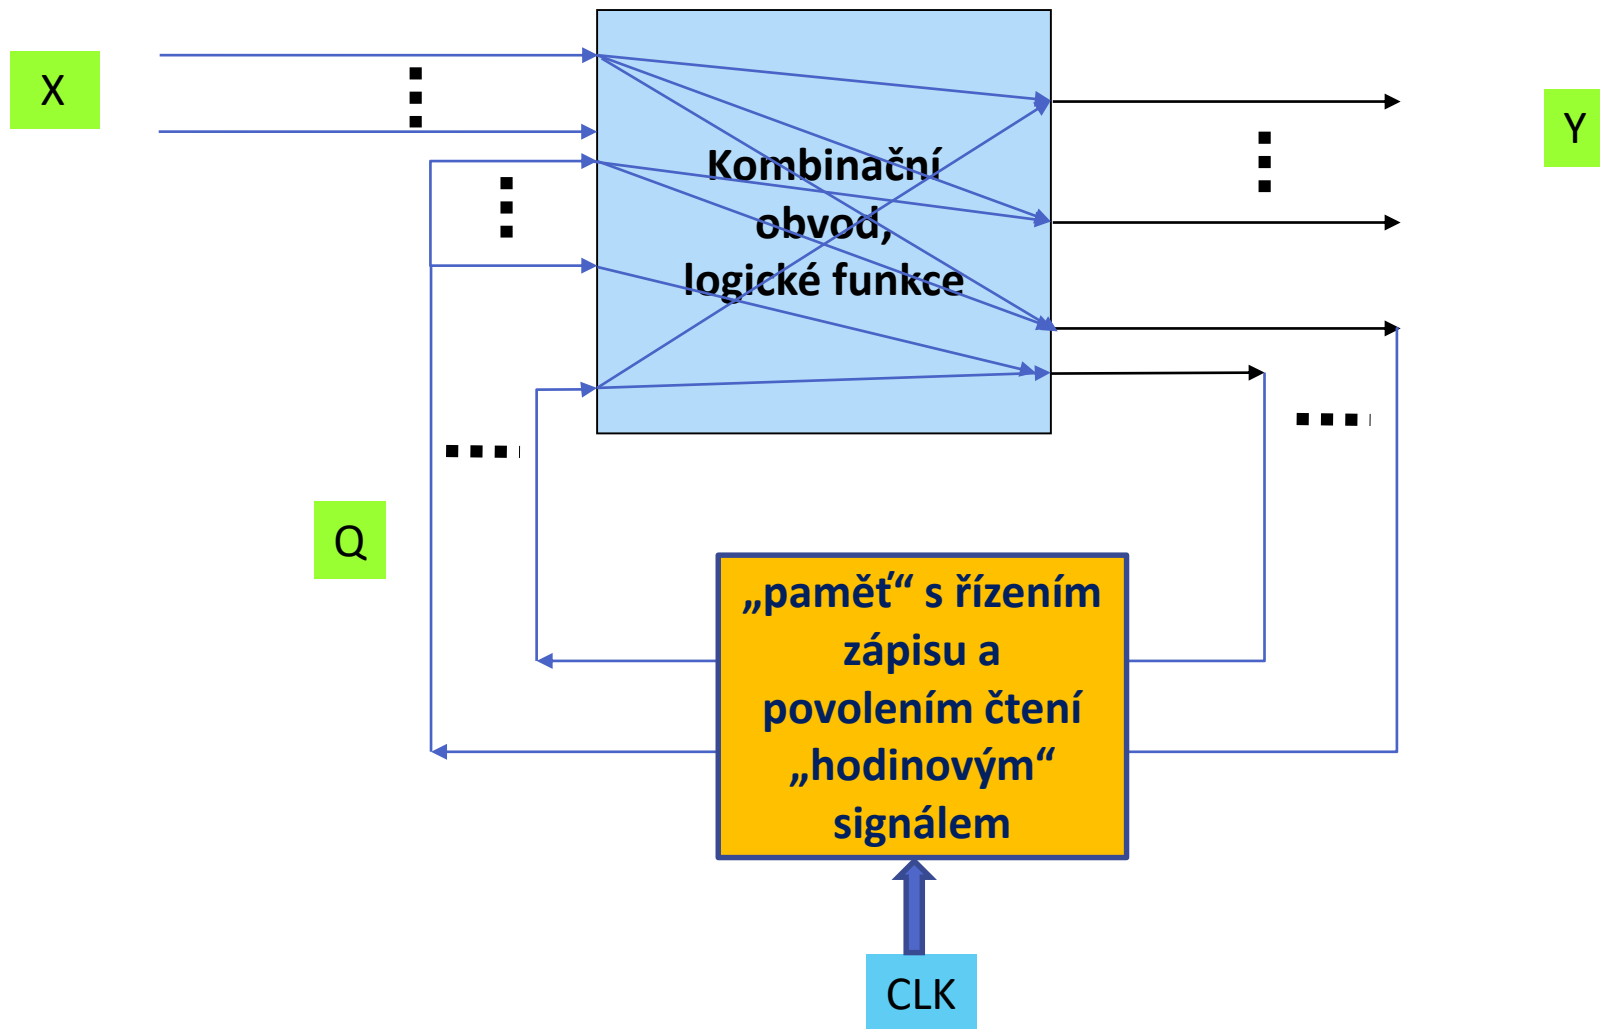 X
Y
Kombinační
obvod,
logické funkce
Q
„paměť“ s řízením
zápisu a
povolením čtení
„hodinovým“
signálem
CLK